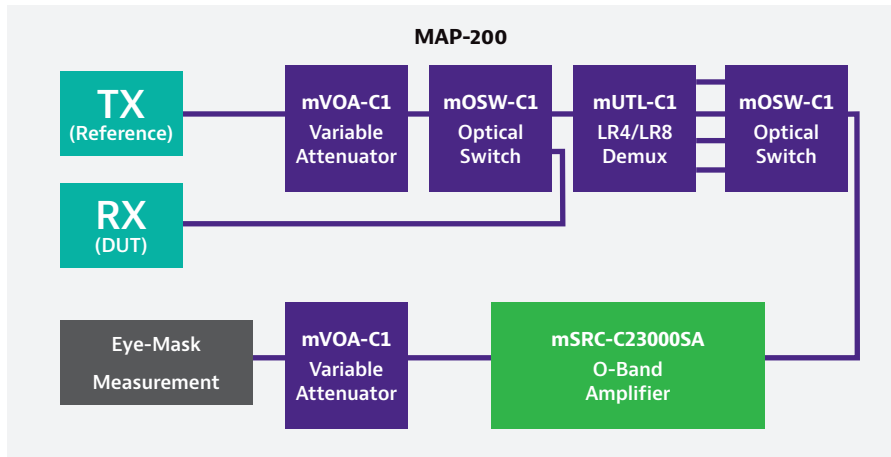 MAP-200
TX
(Reference)
mVOA-C1
Variable
Attenuator
mOSW-C1
Optical
Switch
mUTL-C1
LR4/LR8
Demux
mOSW-C1
Optical
Switch
RX
(DUT)
Eye-Mask
Measurement
mVOA-C1
Variable
Attenuator
mSRC-C23000SA
O-Band
Amplifier